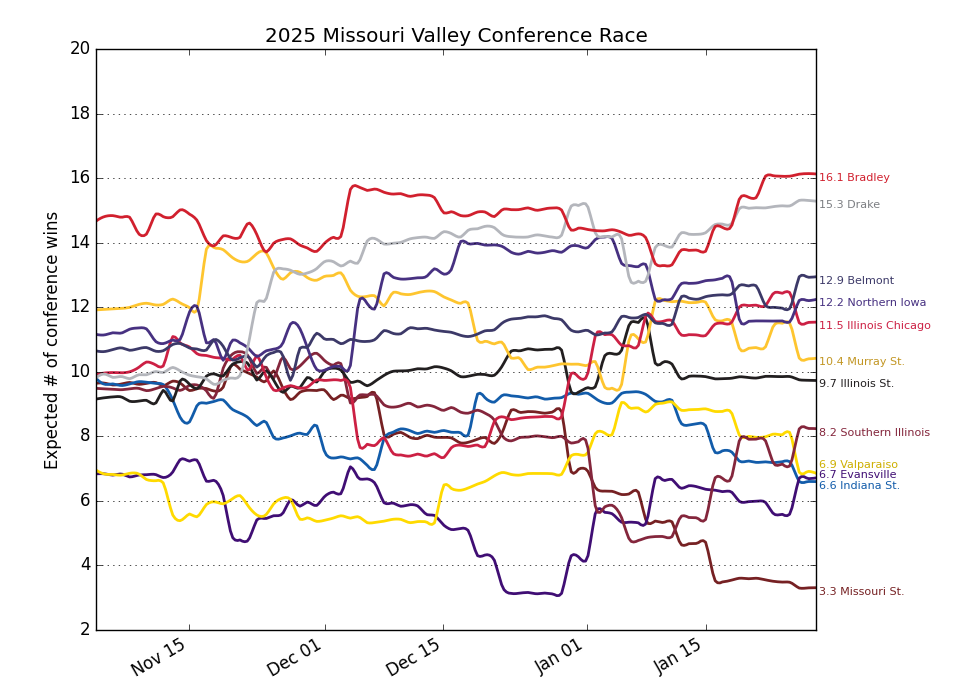 2025 Missouri Valley Conference Race
Expected # of conference wins
20
18
16
14
12
10
8
6
4
2
16.1 Bradley
15.3 Drake
12.9 Belmont
12.2 Northern Iowa
11.5 Illinois Chicago
10.4 Murray St.
9.7 Illinois St.
8.2 Southern Illinois
6.9 Valparaiso
6.7 Evansville
6.6 Indiana St.
3.3 Missouri St.
Nov 15
Dec 01
Dec 15
Jan 01
Jan 15